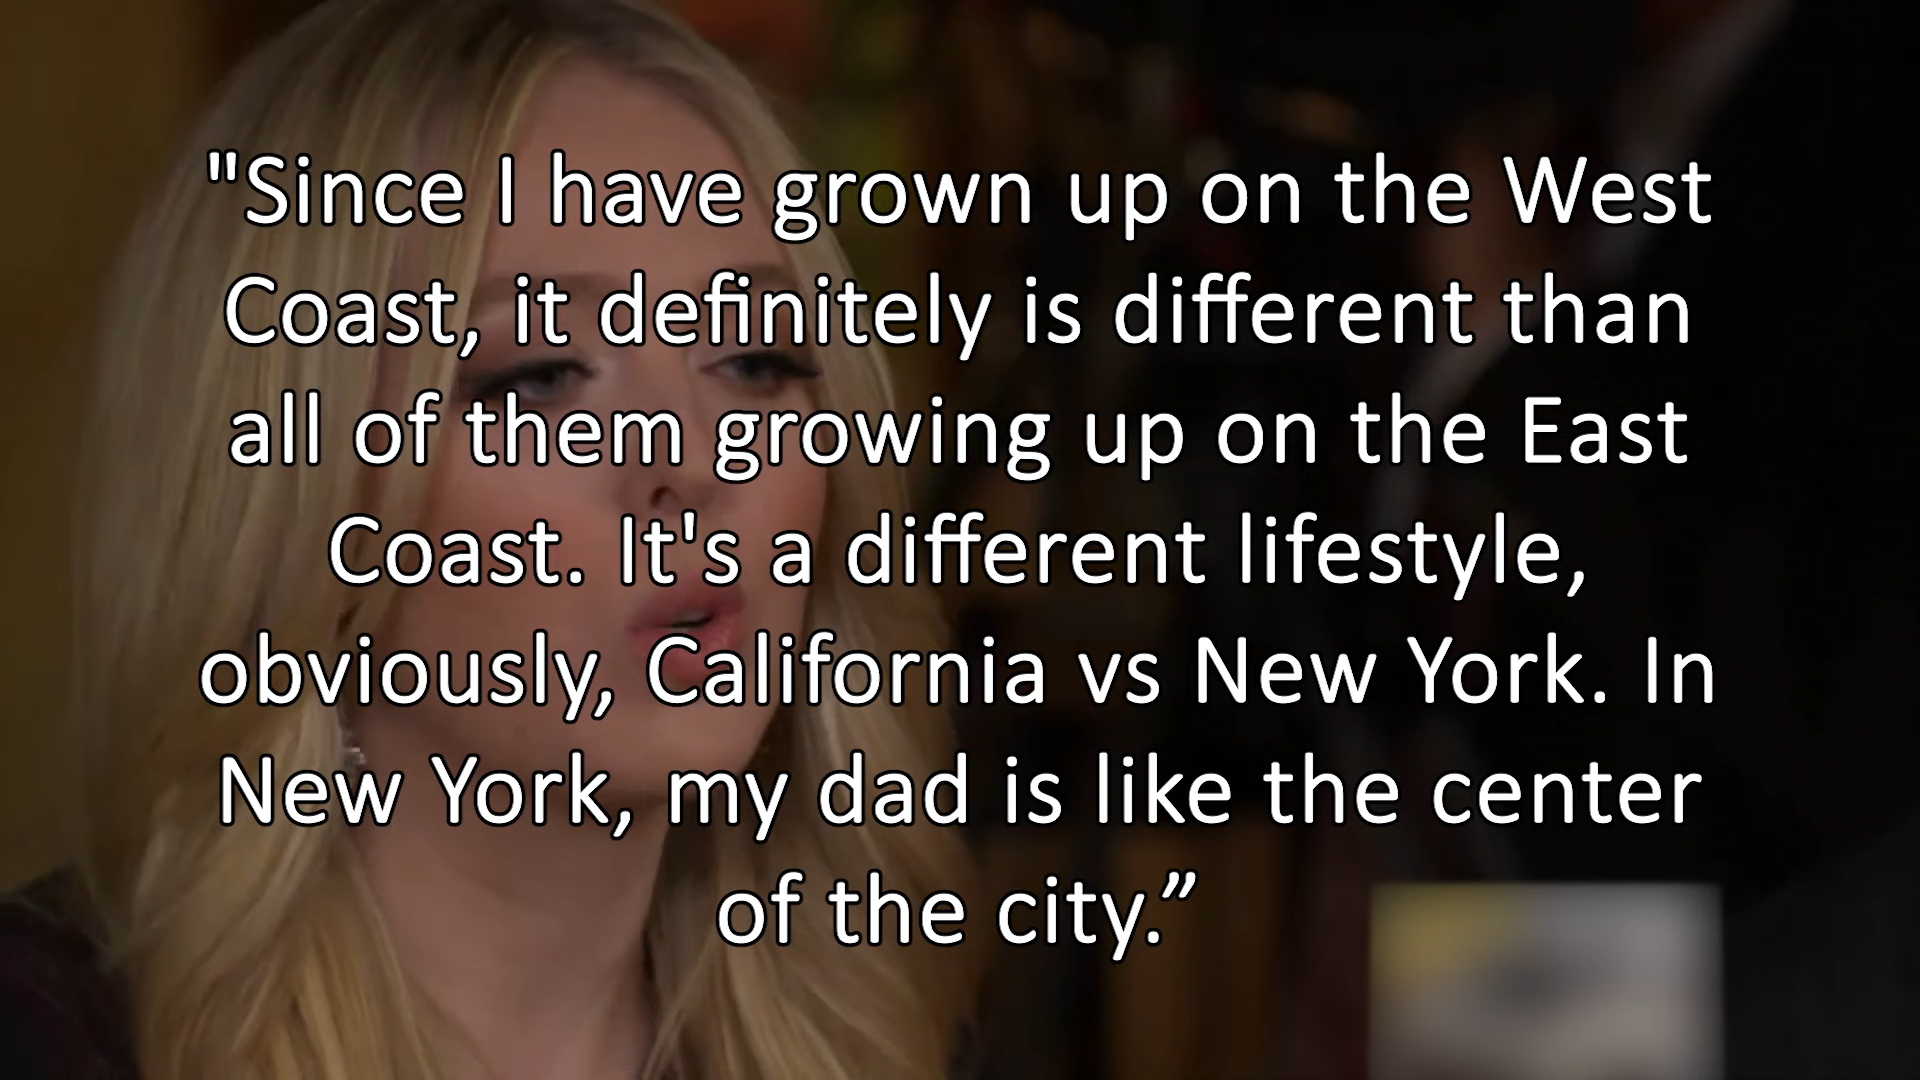 "Since I have grown up on the West
Coast, it definitely is different than
all of them growing up on the East
Coast. It's a different lifestyle,
obviously, California vs New York. In
New York, my dad is like the center
of the city.”